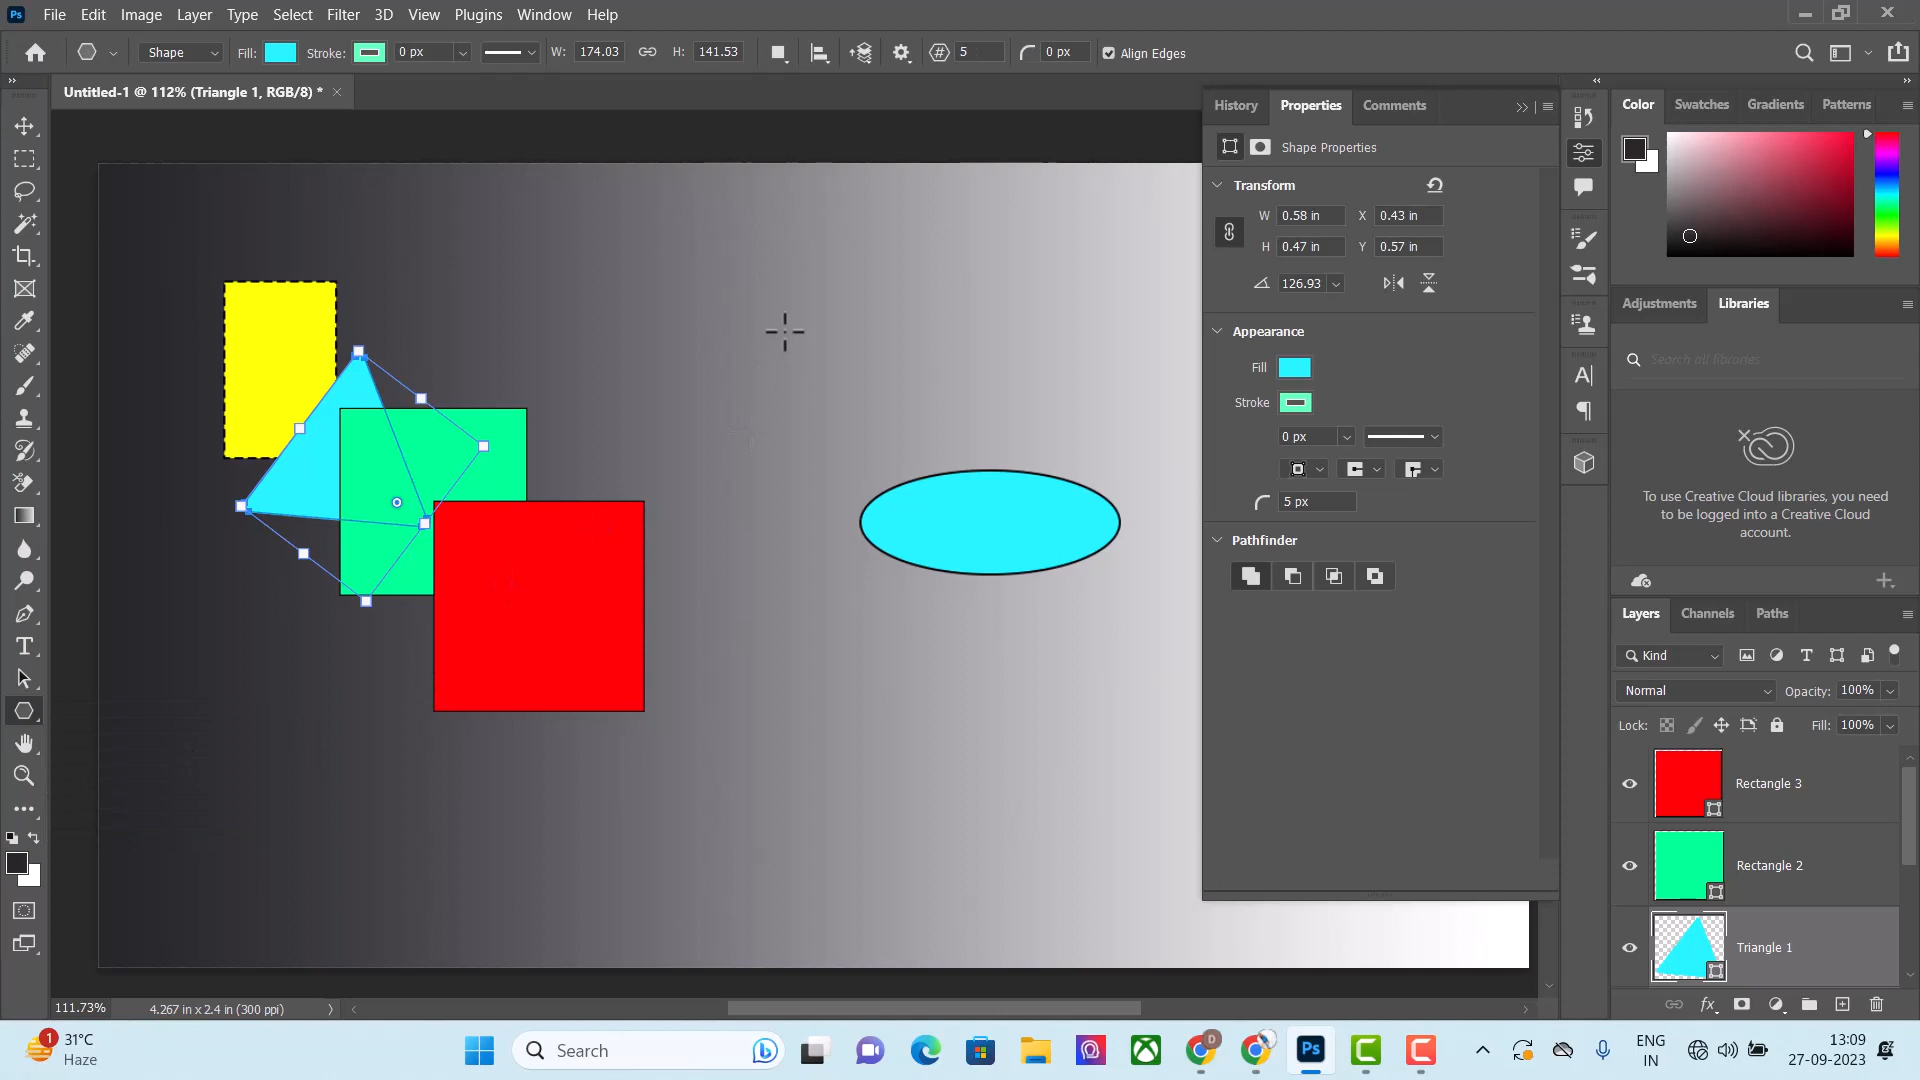 Ps File Edit Image Layer Type Select Filter 3D View Plugins Window Help
Shape Fill: Stroke: 0 px W: 174.03 H: 141.53 5 0 px Align Edges
Untitled-1 @ 112% (Triangle 1, RGB/8) *
History Properties Comments
Shape Properties
Transform
W 0.58 in X 0.43 in
H 0.47 in Y 0.57 in
126.93
Appearance
Fill
Stroke
0 px
5 px
Pathfinder
Color Swatches Gradients Patterns
Adjustments Libraries
Search all libraries
To use Creative Cloud libraries, you need
to be logged into a Creative Cloud
account.
Layers Channels Paths
Kind
Normal Opacity: 100%
Lock: Fill: 100%
Rectangle 3
Rectangle 2
Triangle 1
111.73% 4.267 in x 2.4 in (300 ppi)
1 31°C
Haze
Search
Ps
ENG
IN
13:09
27-09-2023